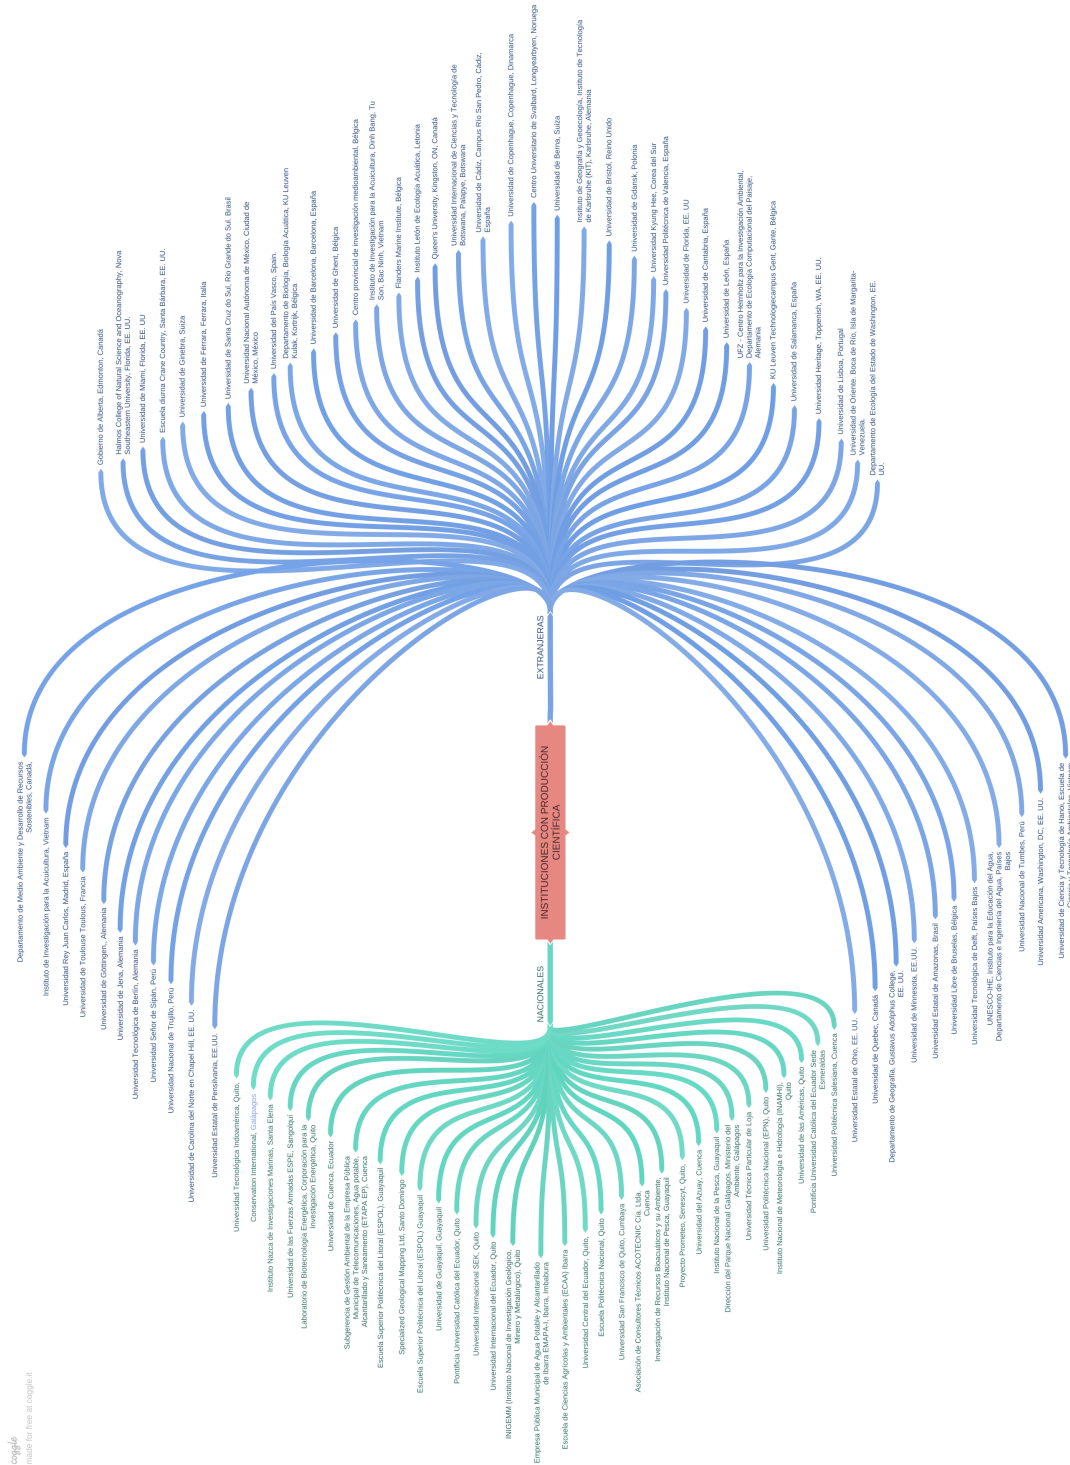 Gobierno de Alberta, Edmonton, Canadá
Halmos College of Natural Science and Oceanography, Nova
Southeastern University, Florida, EE. UU.
Universidad de Miami, Florida, EE. UU
Escuela diurna Crane Country, Santa Bárbara, EE. UU.
Universidad de Ginebra, Suiza
Universidad de Ferrara, Ferrara, Italia
Universidad de Santa Cruz do Sul, Rio Grande do Sul, Brasil
Universidad Nacional Autónoma de México, Ciudad de
México, México
Universidad del País Vasco, Spain.
Departamento de Biología, Biología Acuática, KU Leuven
Kulak, Kortrijk, Bélgica
Universidad de Barcelona, Barcelona, España
Universidad de Ghent, Bélgica
Centro provincial de investigación medioambiental, Bélgica
Instituto de Investigación para la Acuicultura, Dinh Bang, Tu
Son, Bac Ninh, Vietnam
Flanders Marine Institute, Bélgica
Instituto Letón de Ecología Acuática, Letonia
Queen's University, Kingston, ON, Canadá
Universidad Internacional de Ciencias y Tecnología de
Botswana, Palapye, Botswana
Universidad de Cádiz, Campus Río San Pedro, Cádiz,
España
Universidad de Copenhague, Copenhague, Dinamarca
Centro Universitario de Svalbard, Longyearbyen, Noruega
Universidad de Berna, Suiza
Instituto de Geografía y Geoecología, Instituto de Tecnología
de Karlsruhe (KIT), Karlsruhe, Alemania
Universidad de Bristol, Reino Unido
Universidad de Gdansk, Polonia
Universidad Kyung Hee, Corea del Sur
Universidad Politécnica de Valencia, España
Universidad de Florida, EE. UU
Universidad de Cantabria, España
Universidad de León, España
UFZ - Centro Helmholtz para la Investigación Ambiental,
Departamento de Ecología Computacional del Paisaje,
Alemania
KU Leuven Technologiecampus Gent, Gante, Bélgica
Universidad de Salamanca, España
Universidad Heritage, Toppenish, WA, EE. UU.
Universidad de Lisboa, Portugal
Universidad de Oriente, Boca de Río, Isla de Margarita-
Venezuela.
Departamento de Ecología del Estado de Washington, EE.
UU.
EXTRANJERAS
INSTITUCIONES CON PRODUCCIÓN
CIENTÍFICA
NACIONALES
Departamento de Medio Ambiente y Desarrollo de Recursos
Sostenibles, Canadá,
Instituto de Investigación para la Acuicultura, Vietnam
Universidad Rey Juan Carlos, Madrid, España
Universidad de Toulouse Toulous, Francia
Universidad de Göttingen,, Alemania
Universidad de Jena, Alemania
Universidad Tecnológica de Berlín, Alemania
Universidad Señor de Sipán, Perú
Universidad Nacional de Trujillo, Perú
Universidad de Carolina del Norte en Chapel Hill, EE. UU.
Universidad Estatal de Pensilvania, EE.UU.
Universidad Tecnológica Indoamérica, Quito,
Conservation International, Galápagos
Instituto Nazca de Investigaciones Marinas, Santa Elena
Universidad de las Fuerzas Armadas ESPE, Sangolquí
Laboratorio de Biotecnología Energética, Corporación para la
Investigación Energética, Quito
Universidad de Cuenca, Ecuador
Subgerencia de Gestión Ambiental de la Empresa Pública
Municipal de Telecomunicaciones, Agua potable,
Alcantarillado y Saneamiento (ETAPA EP), Cuenca
Escuela Superior Politécnica del Litoral (ESPOL), Guayaquil
Specialized Geological Mapping Ltd, Santo Domingo
Escuela Superior Politécnica del Litoral (ESPOL) Guayaquil
Universidad de Guayaquil, Guayaquil
Pontificia Universidad Católica del Ecuador, Quito
Universidad Internacional SEK, Quito
Universidad Internacional del Ecuador, Quito
INIGEMM (Instituto Nacional de Investigación Geológico,
Minero y Metalúrgico), Quito
Empresa Pública Municipal de Agua Potable y Alcantarillado
de Ibarra EMAPA-I, Ibarra, Imbabura
Escuela de Ciencias Agrícolas y Ambientales (ECAA) Ibarra
Universidad Central del Ecuador, Quito,
Escuela Politécnica Nacional, Quito
Universidad San Francisco de Quito, Cumbaya
Asociación de Consultores Técnicos ACOTECNIC Cía. Ltda.
Cuenca
Investigación de Recursos Bioacuáticos y su Ambiente,
Instituto Nacional de Pesca, Guayaquil
Proyecto Prometeo, Senescyt, Quito,
Universidad del Azuay, Cuenca
Instituto Nacional de la Pesca, Guayaquil
Dirección del Parque Nacional Galápagos, Ministerio del
Ambiente, Galápagos
Universidad Técnica Particular de Loja
Universidad Politécnica Nacional (EPN), Quito
Instituto Nacional de Meteorología e Hidrología (INAMHI),
Quito
Universidad de las Américas, Quito
Pontificia Universidad Católica del Ecuador Sede
Esmeraldas
Universidad Politécnica Salesiana, Cuenca
Universidad Estatal de Ohio, EE. UU.
Universidad de Quebec, Canadá
Departamento de Geografía, Gustavus Adolphus College,
EE. UU.
Universidad de Minnesota, EE.UU.
Universidad Estatal de Amazonas, Brasil
Universidad Libre de Bruselas, Bélgica
Universidad Tecnológica de Delft, Países Bajos
UNESCO-IHE, Instituto para la Educación del Agua,
Departamento de Ciencias e Ingeniería del Agua, Países
Bajos
Universidad Nacional de Tumbes, Perú
Universidad Americana, Washington, DC, EE. UU.
Universidad de Ciencia y Tecnología de Hanoi, Escuela de
coggle
made for free at coggle.it